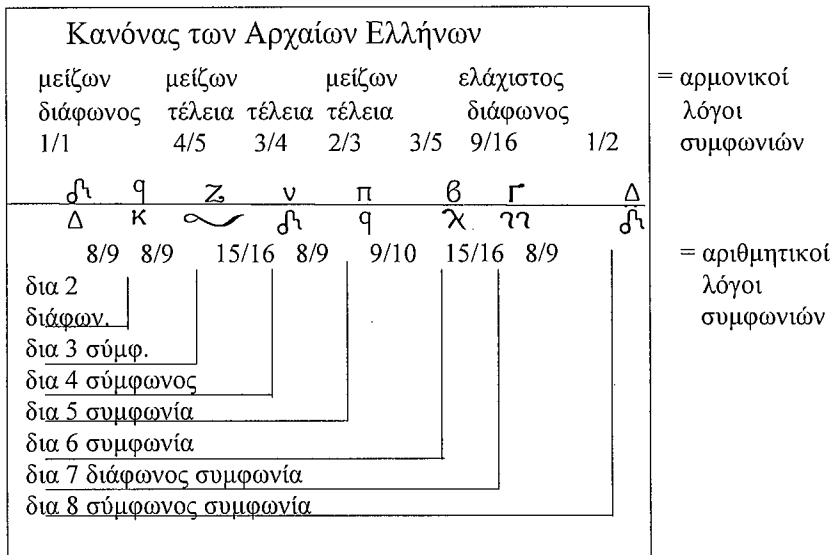 Κανόνας των Αρχαίων Ελλήνων
μείζων μείζων μείζων ελάχιστος = αρμονικοί
διάφωνος τέλεια τέλεια τέλεια διάφωνος λόγοι
1/1 4/5 3/4 2/3 3/5 9/16 1/2 συμφωνιών
q Z ν π β Γ Δ
Δ κ q χ
8/9 8/9 15/16 8/9 9/10 15/16 8/9 = αριθμητικοί
δια 2 λόγοι
διάφων. συμφωνιών
δια 3 σύμφ.
δια 4 σύμφωνος
δια 5 συμφωνία
δια 6 συμφωνία
δια 7 διάφωνος συμφωνία
δια 8 σύμφωνος συμφωνία